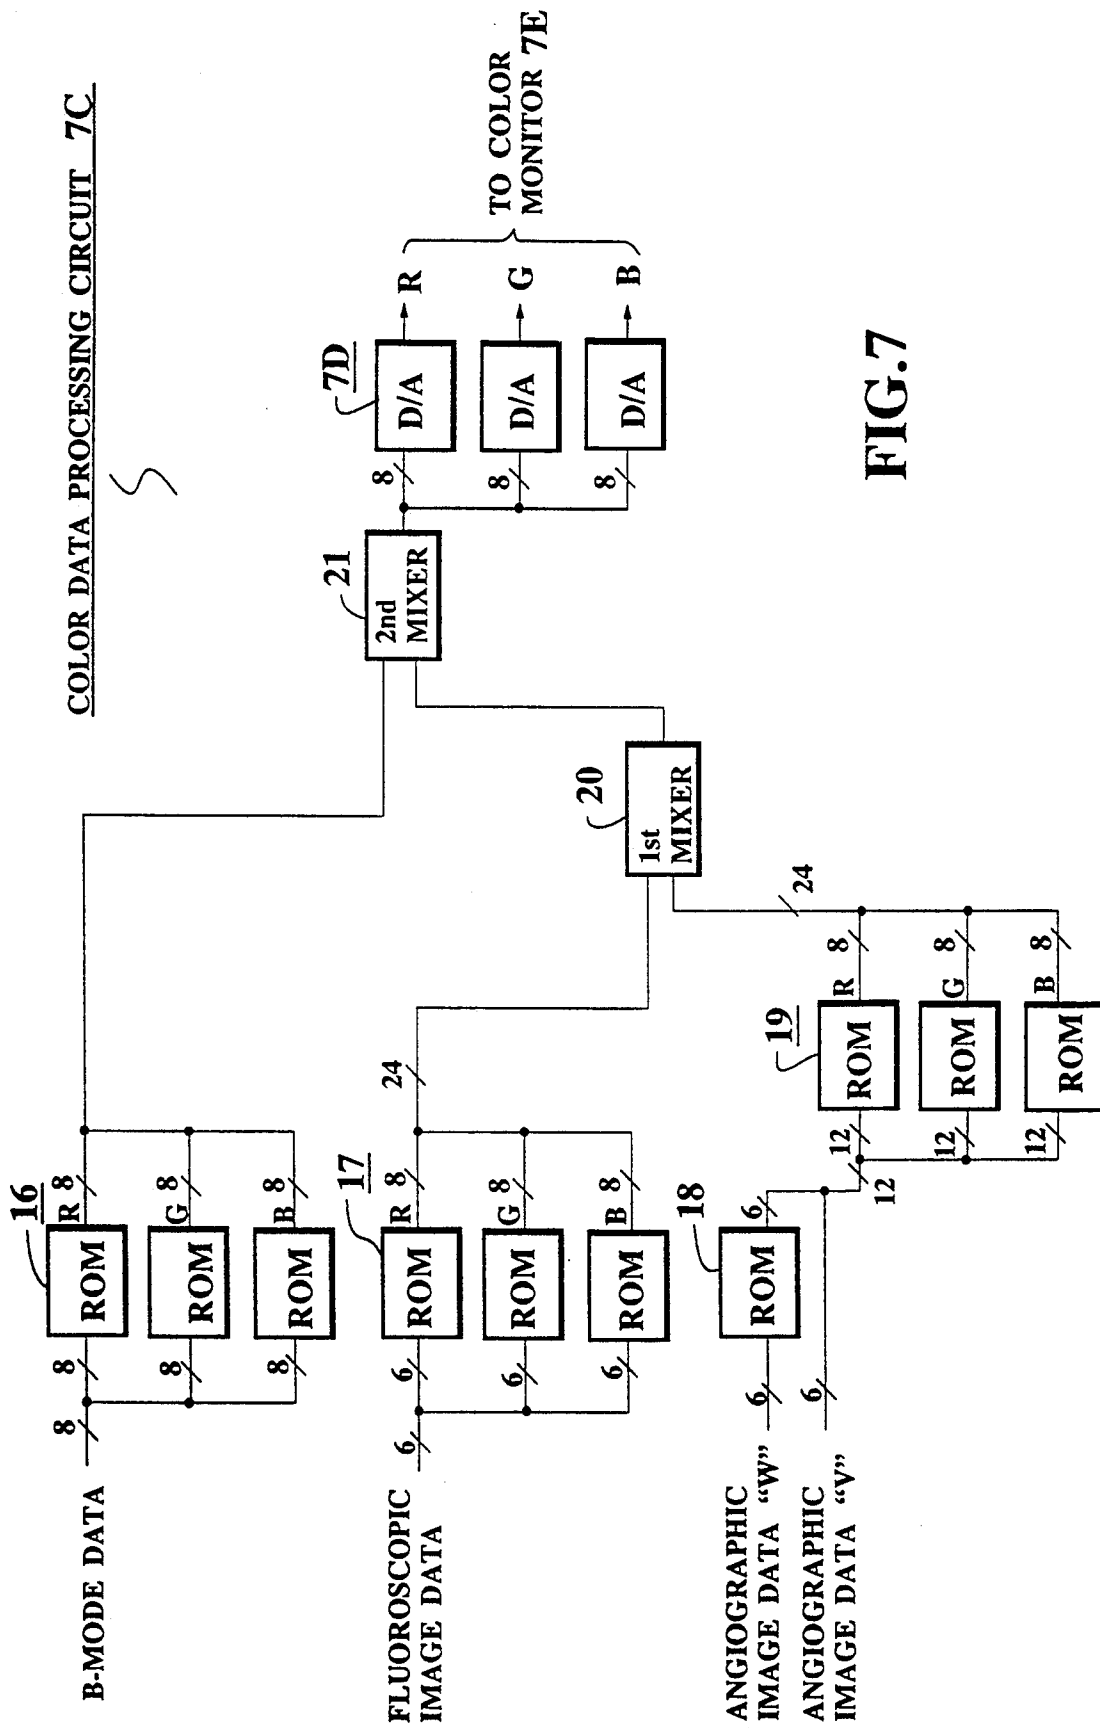 COLOR DATA PROCESSING CIRCUIT 7C
B-MODE DATA
8
8
8
8
16
ROM
ROM
ROM
R
G
B
8
8
8
FLUOROSCOPIC
IMAGE DATA
6
6
6
6
17
ROM
ROM
ROM
R
G
B
8
8
8
24
ANGIOGRAPHIC
IMAGE DATA “W”
ANGIOGRAPHIC
IMAGE DATA “V”
6
6
18
ROM
6
12
12
12
12
19
ROM
ROM
ROM
R
G
B
8
8
8
24
20
1st
MIXER
21
2nd
MIXER
8
8
8
7D
D/A
D/A
D/A
R
G
B
TO COLOR
MONITOR 7E
FIG.7